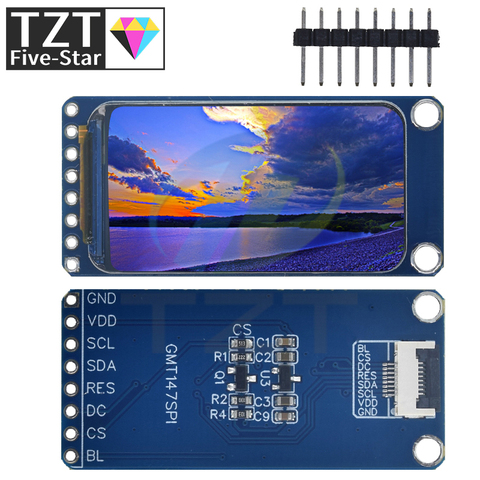 TZT
Five-Star
TZT
GND
VDD
SCL
SDA
RES
DC
CS
BL
GMT147SPI
CS
R1
C1
C2
Q1
U3
R2
C3
R4
C9
BL
CS
DC
RES
SDA
SCL
VDD
GND